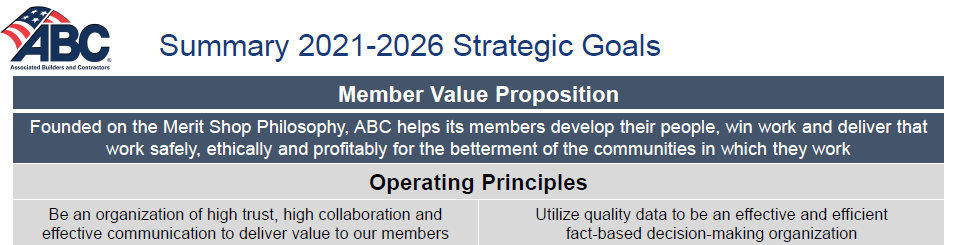 ABC
Associated Builders and Contractors
Summary 2021-2026 Strategic Goals
Member Value Proposition
Founded on the Merit Shop Philosophy, ABC helps its members develop their people, win work and deliver that
work safely, ethically and profitably for the betterment of the communities in which they work
Operating Principles
Be an organization of high trust, high collaboration and
effective communication to deliver value to our members
Utilize quality data to be an effective and efficient
fact-based decision-making organization